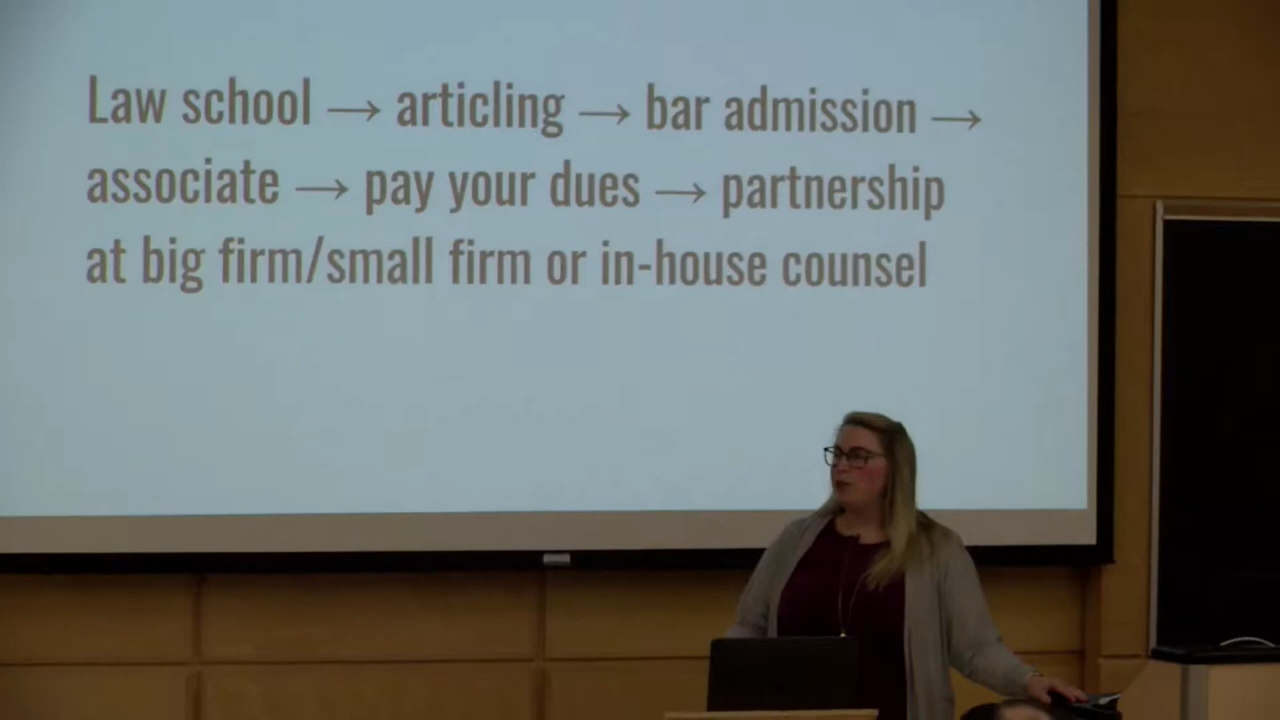 Law school → articling → bar admission →
associate → pay your dues → partnership
at big firm/small firm or in-house counsel